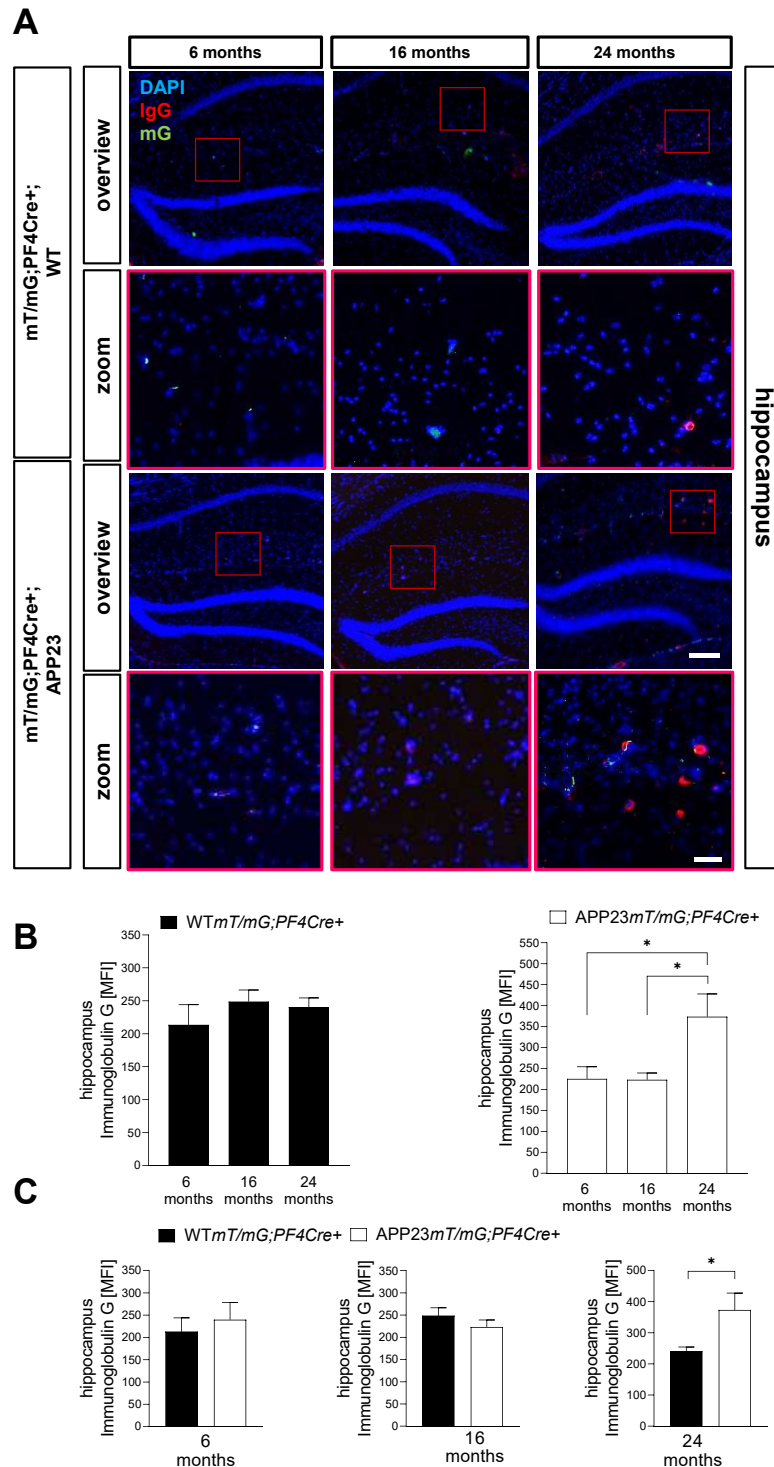 A
6 months
16 months
24 months
mT/mG;PF4Cre+;
WT
overview
DAPI
IgG
mG
zoom
mT/mG;PF4Cre+;
APP23
overview
zoom
hippocampus
B
WTmT/mG;PF4Cre+
hippocampus
Immunoglobulin G [MFI]
350
300
250
200
150
100
50
0
6
months
16
months
24
months
APP23mT/mG;PF4Cre+
hippocampus
Immunoglobulin G [MFI]
550
500
450
400
350
300
250
200
150
100
50
0
*
*
6
months
16
months
24
months
C
WTmT/mG;PF4Cre+ APP23mT/mG;PF4Cre+
hippocampus
Immunoglobulin G [MFI]
350
300
250
200
150
100
50
0
6
months
hippocampus
Immunoglobulin G [MFI]
350
300
250
200
150
100
50
0
16
months
hippocampus
Immunoglobulin G [MFI]
500
400
300
200
100
0
*
24
months